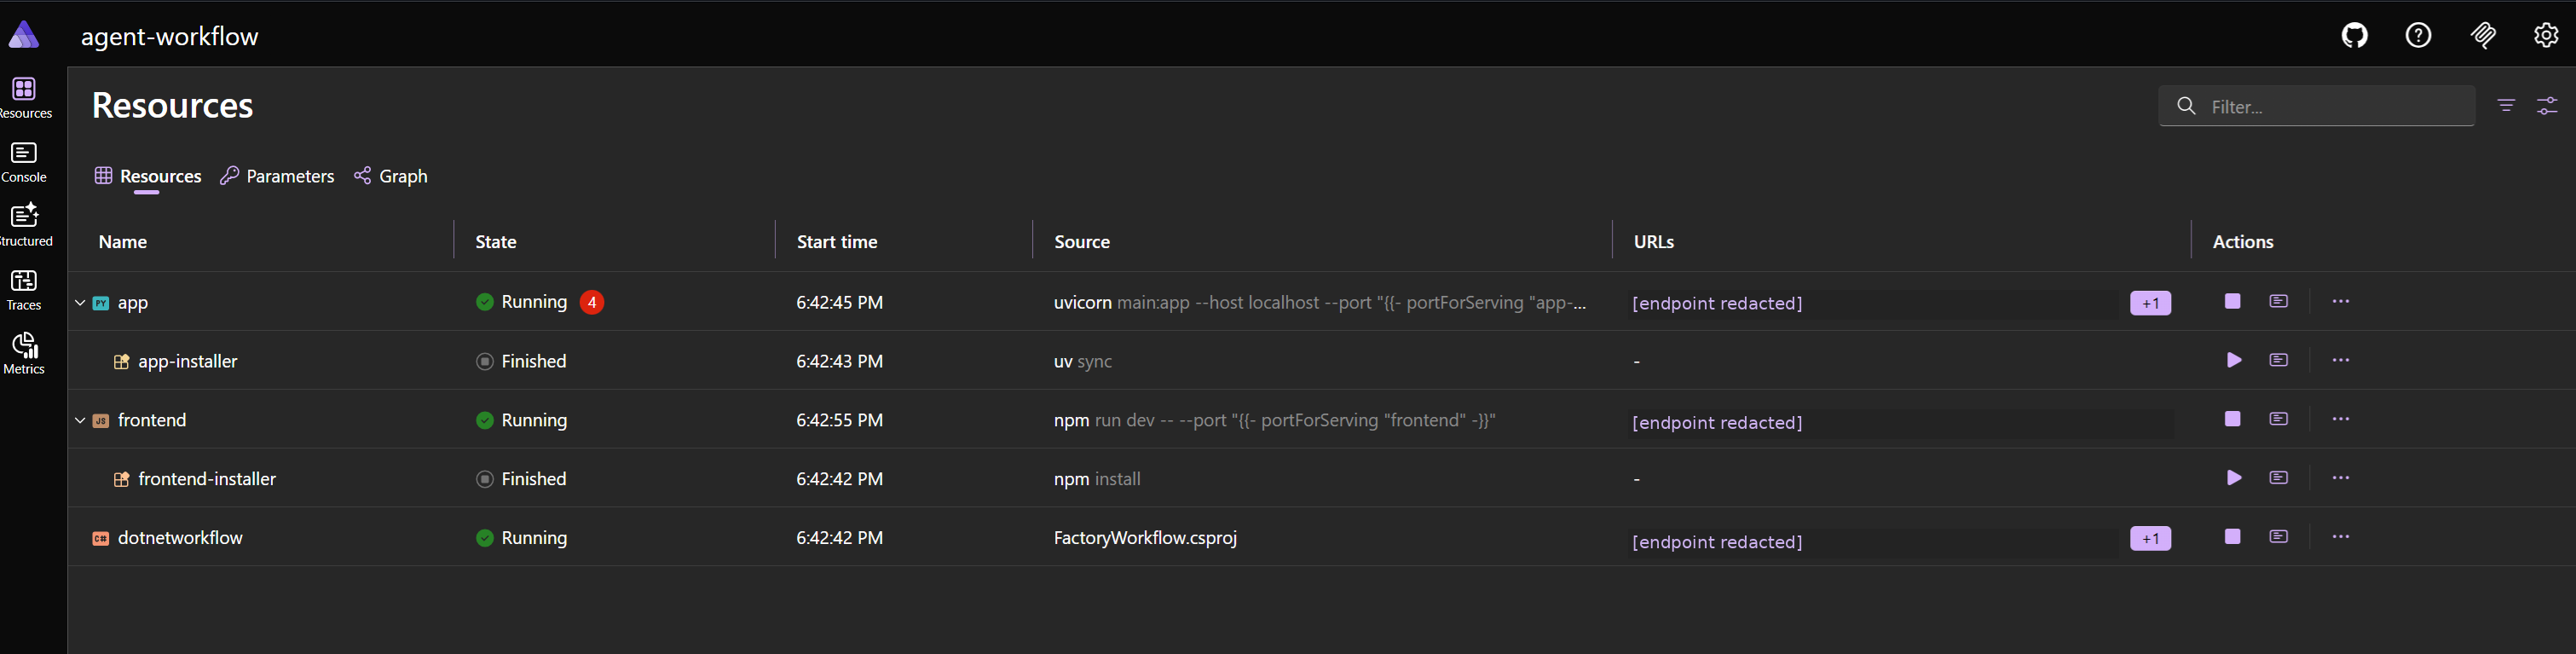 agent-workflow
Resources
Console
Structured
Traces
Metrics
Resources
Filter...
Resources Parameters Graph
Name State Start time Source URLs Actions
PY app Running 4 6:42:45 PM uvicorn main:app --host localhost --port "{{- portForServing "app-... [endpoint redacted] +1
app-installer Finished 6:42:43 PM uv sync -
JS frontend Running 6:42:55 PM npm run dev -- --port "{{- portForServing "frontend" -}}" [endpoint redacted]
frontend-installer Finished 6:42:42 PM npm install -
C# dotnetworkflow Running 6:42:42 PM FactoryWorkflow.csproj [endpoint redacted] +1